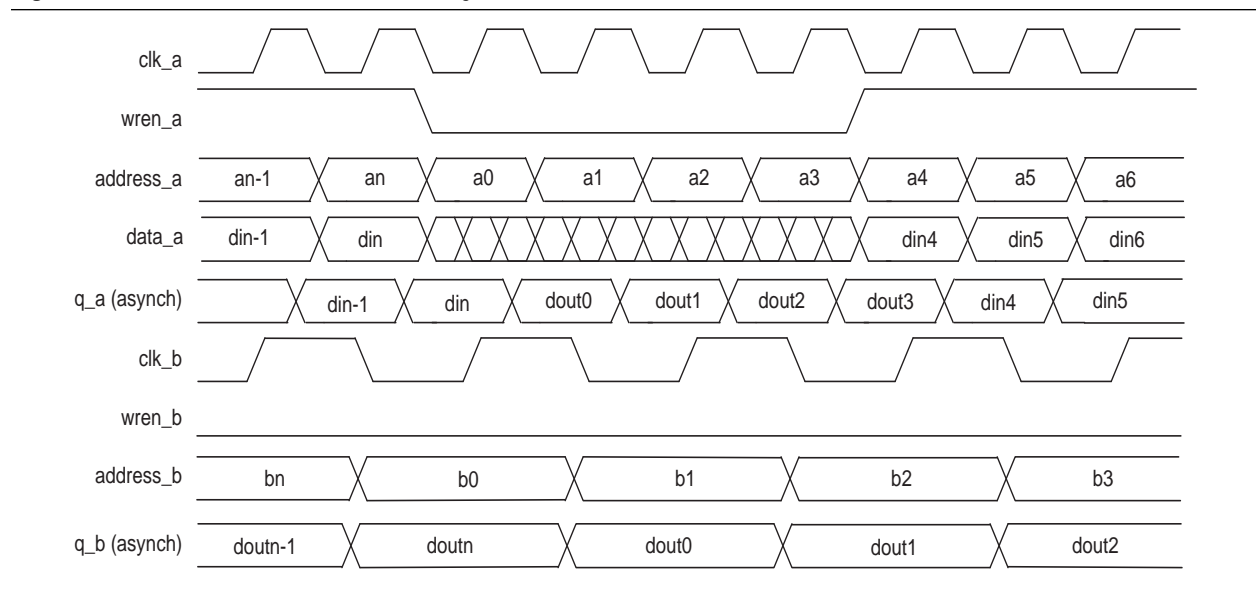 clk_a
wren_a
address_a an-1 an a0 a1 a2 a3 a4 a5 a6
data_a din-1 din din4 din5 din6
q_a (asynch) din-1 din dout0 dout1 dout2 dout3 din4 din5
clk_b
wren_b
address_b bn b0 b1 b2 b3
q_b (asynch) doutn-1 doutn dout0 dout1 dout2